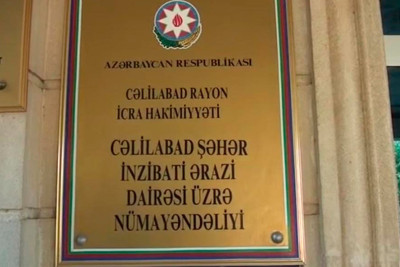 AZƏRBAYCAN RESPUBLİKASI
CƏLİLABAD RAYON
İCRA HAKİMİYYƏTİ
CƏLİLABAD ŞƏHƏR
İNZİBATİ ƏRAZİ
DAİRƏSİ ÜZRƏ
NÜMAYƏNDƏLİYİ